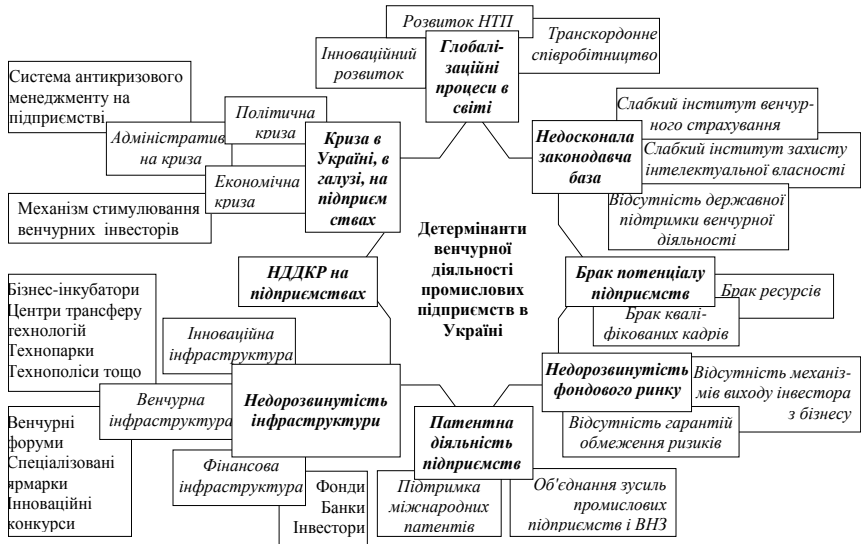 Розвиток НТП
Інноваційний
розвиток
Глобалі-
заційні
процеси в
світі
Транскордонне
співробітництво
Система антикризового
менеджменту на
підприємстві
Політична
криза
Адміністратив
на криза
Економічна
криза
Криза в
Україні, в
галузі, на
підприєм
ствах
Механізм стимулювання
венчурних інвесторів
Недосконала
законодавча
база
Слабкий інститут венчур-
ного страхування
Слабкий інститут захисту
інтелектуальної власності
Відсутність державної
підтримки венчурної
діяльності
Детермінанти
венчурної
діяльності
промислових
підприємств в
Україні
НДДКР на
підприємствах
Брак потенціалу
підприємств
Брак ресурсів
Брак квалі-
фікованих кадрів
Бізнес-інкубатори
Центри трансферу
технологій
Технопарки
Технополіси тощо
Інноваційна
інфраструктура
Венчурна
інфраструктура
Недорозвинутість
інфраструктури
Венчурні
форуми
Спеціалізовані
ярмарки
Інноваційні
конкурси
Фінансова
інфраструктура
Фонди
Банки
Інвестори
Патентна
діяльність
підприємств
Підтримка
міжнародних
патентів
Об'єднання зусиль
промислових
підприємств і ВНЗ
Недорозвинутість
фондового ринку
Відсутність механіз-
мів виходу інвестора
з бізнесу
Відсутність гарантій
обмеження ризиків